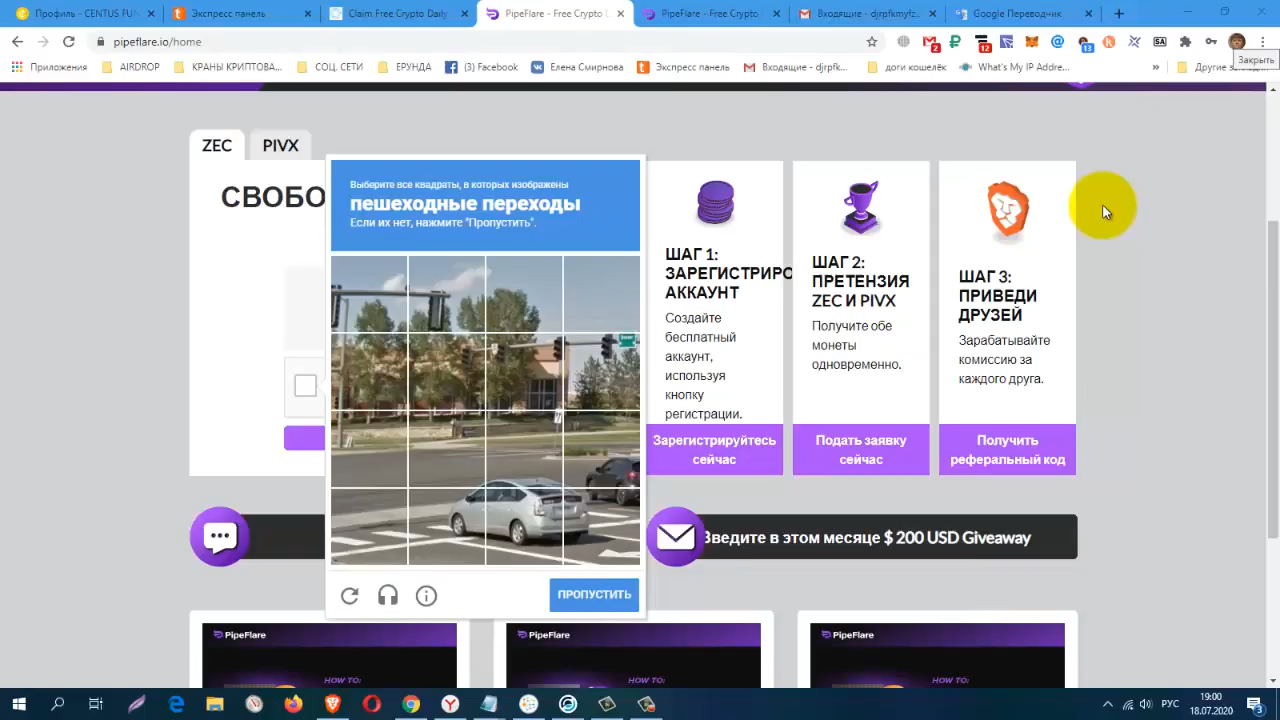 Профиль – CENTUS PUN
Экспресс панель
Claim Free Crypto Daily
PipeFlare - Free Crypto
PipeFlare - Free Crypto
Входящие - djrpfkmyfz
Google Переводчик
pipeflare.io/home
2
12
13
SA
Закрыть
Приложения
AIRDROP
КРАНЫ КРИПТОВА...
СОЦ. СЕТИ
ЕРУНДА
(3) Facebook
Елена Смирнова
Экспресс панель
Входящие - djrpfk...
доги кошелёк
What's My IP Addre...
»
Другие
ZEC
PIVX
СВОБО
Выберите все квадраты, в которых изображены
пешеходные переходы
Если их нет, нажмите "Пропустить".
ПРОПУСТИТЬ
ШАГ 1:
ЗАРЕГИСТРИРО
АККАУНТ
Создайте
бесплатный
аккаунт,
используя
кнопку
регистрации.
Зарегистрируйтесь
сейчас
ШАГ 2:
ПРЕТЕНЗИЯ
ZEC И PIVX
Получите обе
монеты
одновременно.
Подать заявку
сейчас
ШАГ 3:
ПРИВЕДИ
ДРУЗЕЙ
Зарабатывайте
комиссию за
каждого друга.
Получить
реферальный код
Введите в этом месяце $ 200 USD Giveaway
PipeFlare
HOW TO:
PipeFlare
HOW TO:
PipeFlare
HOW TO:
РУС
19:00
18.07.2020
3